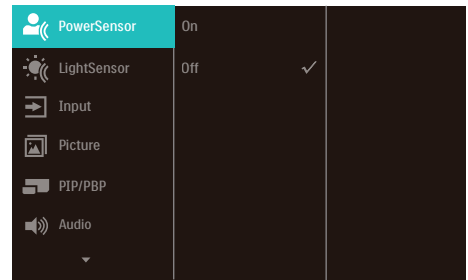 PowerSensor
On
LightSensor
Off
Input
Picture
PIP/PBP
Audio